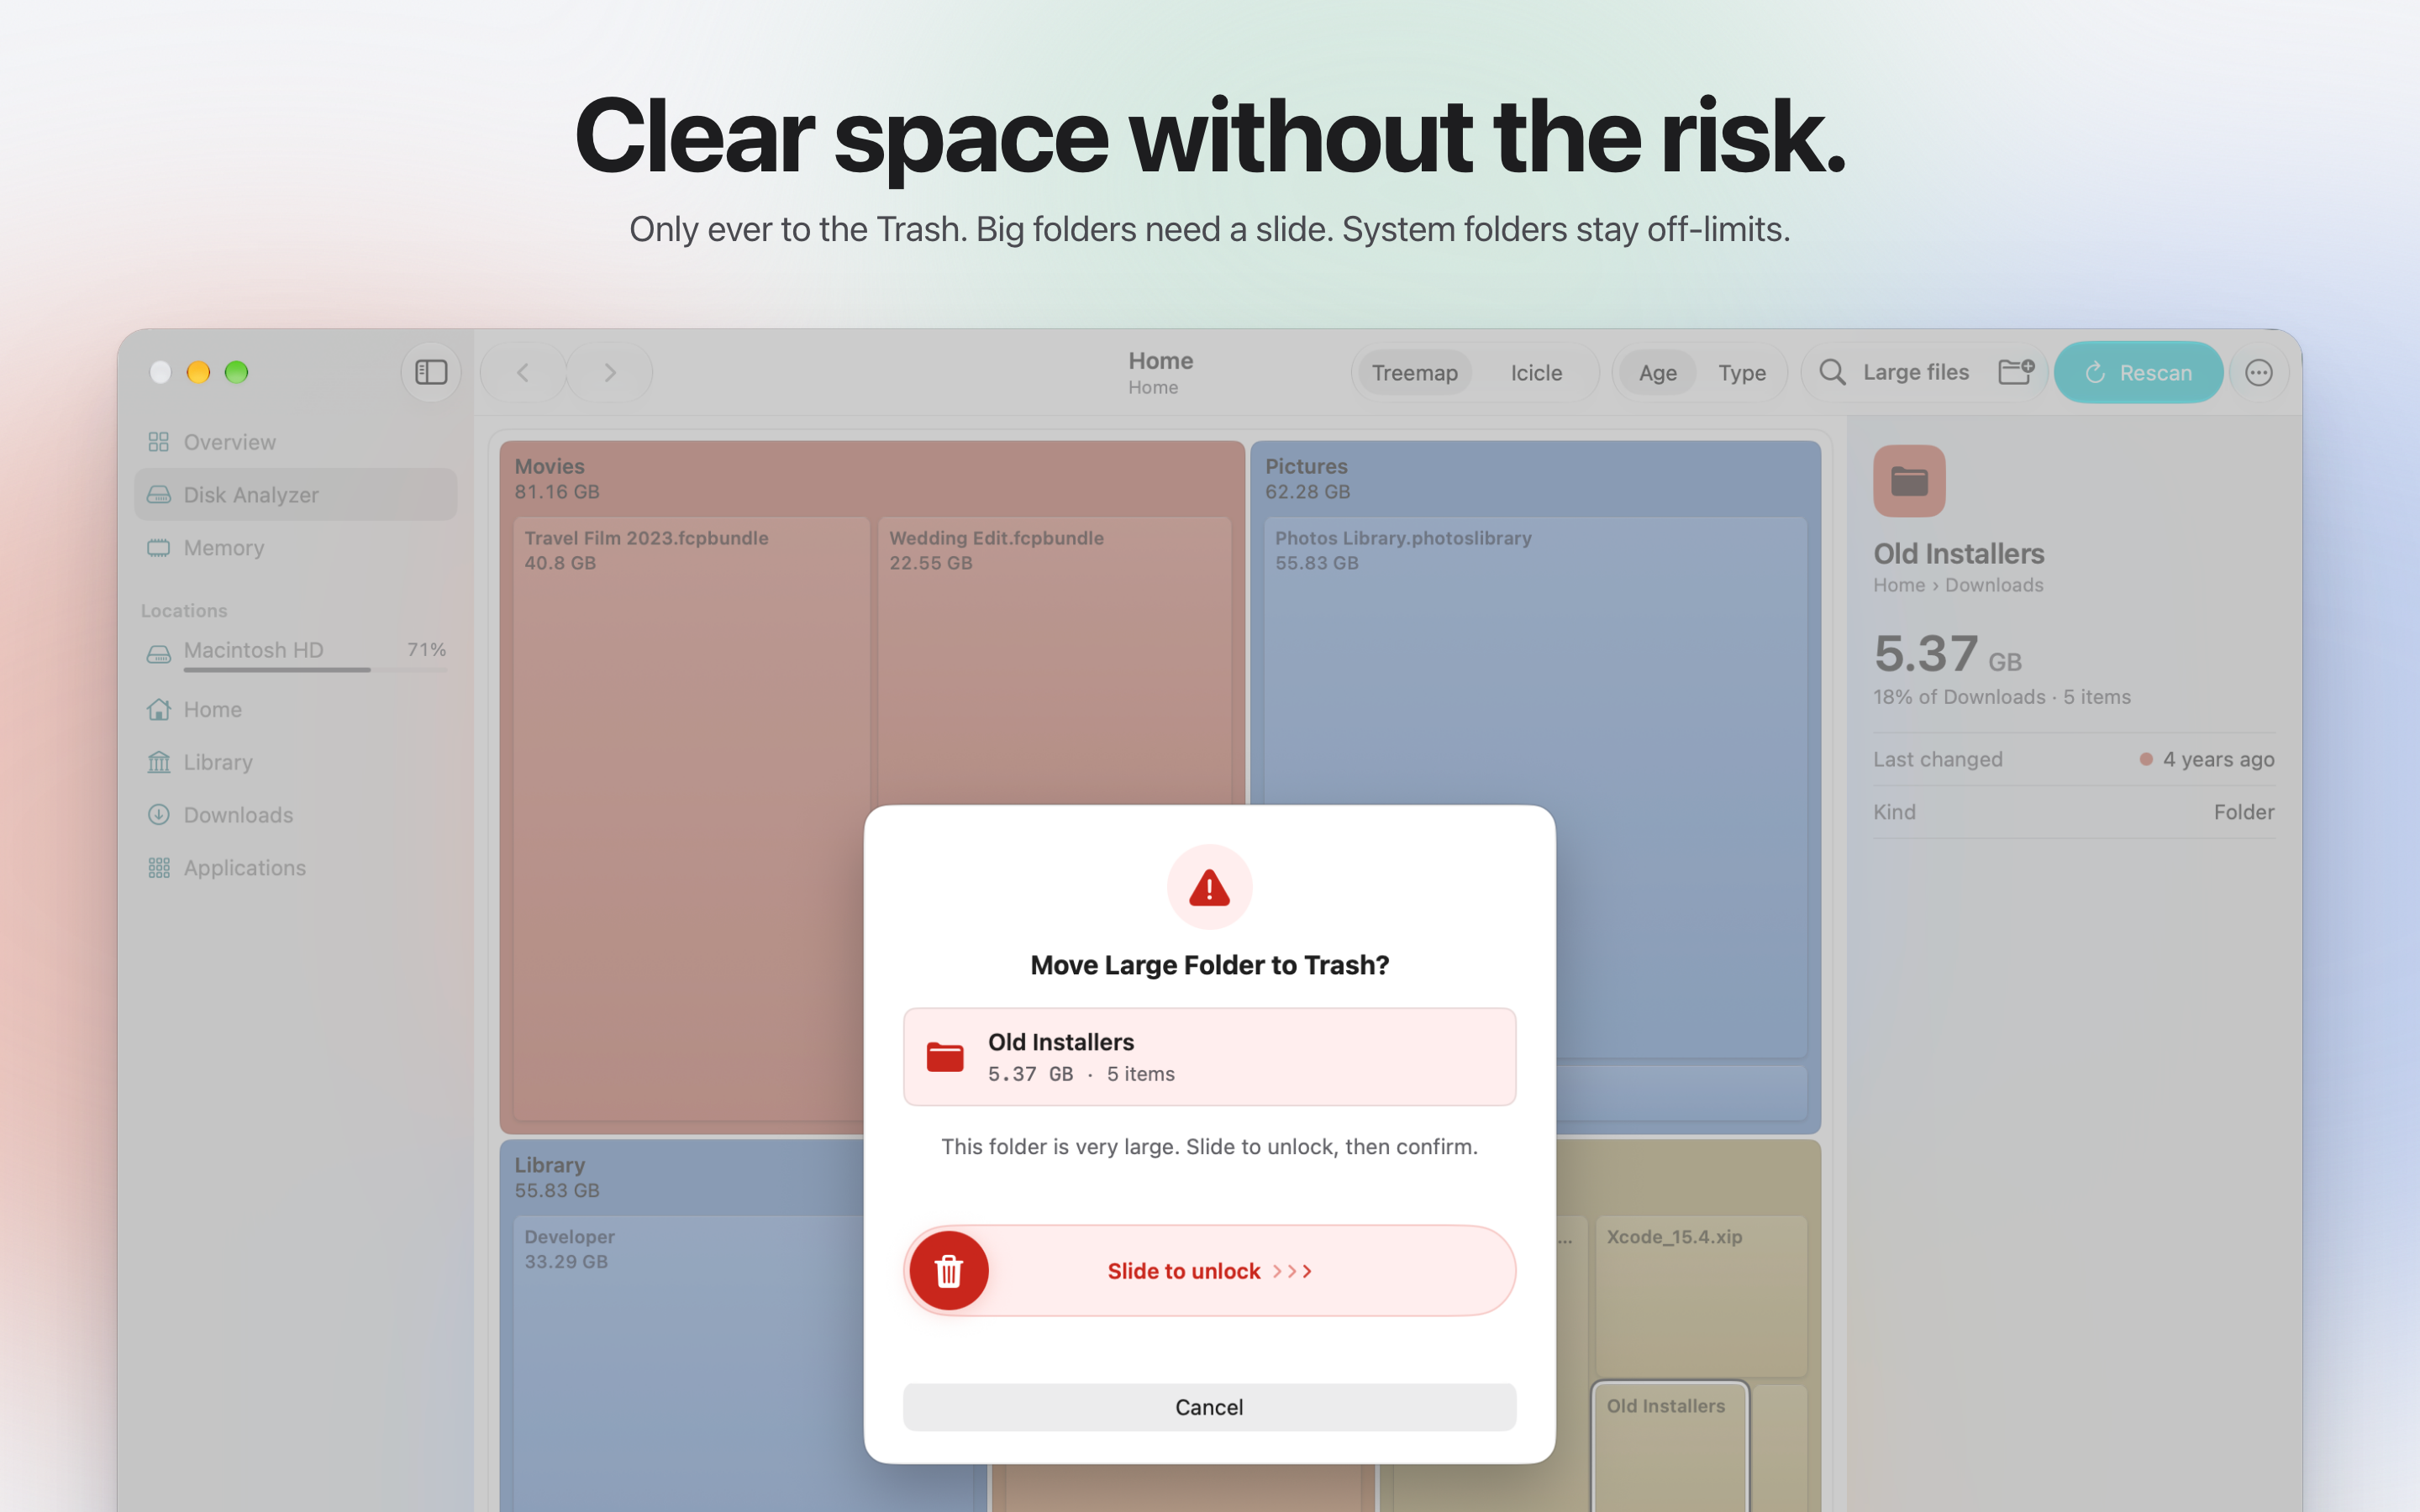 Clear space without the risk.
Only ever to the Trash. Big folders need a slide. System folders stay off-limits.
Home
Home
Treemap
Icicle
Age
Type
Large files
Rescan
Overview
Disk Analyzer
Memory
Locations
Macintosh HD 71%
Home
Library
Downloads
Applications
Movies
81.16 GB
Travel Film 2023.fcpbundle
40.8 GB
Wedding Edit.fcpbundle
22.55 GB
Pictures
62.28 GB
Photos Library.photoslibrary
55.83 GB
Library
55.83 GB
Developer
33.29 GB
...
Xcode_15.4.xip
Old Installers
Move Large Folder to Trash?
Old Installers
5.37 GB · 5 items
This folder is very large. Slide to unlock, then confirm.
Slide to unlock
Cancel
Old Installers
Home › Downloads
5.37 GB
18% of Downloads · 5 items
Last changed 4 years ago
Kind Folder